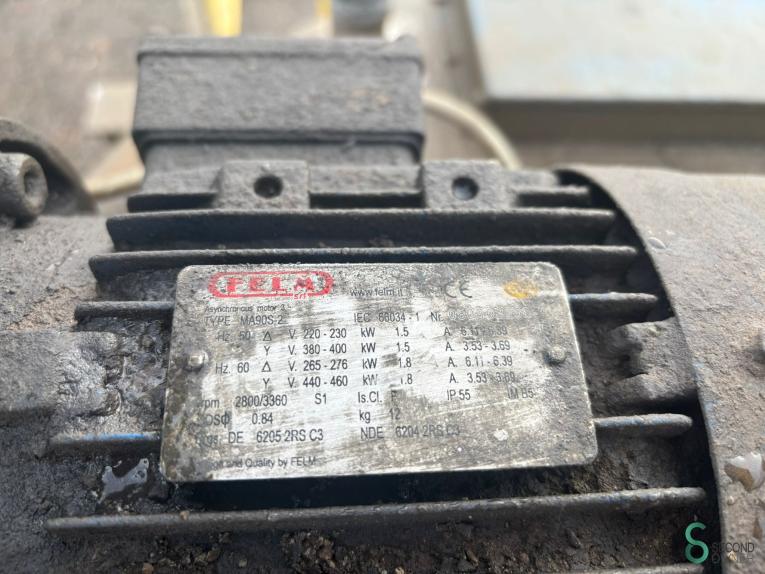 FELM srl www.felm.it CE
Asynchronous motor 3
TYPE MA90S-2 IEC 60034-1 Nr.
Hz 50 Δ V. 220 - 230 kW 1.5 A. 6.11 - 6.39
Y V. 380 - 400 kW 1.5 A. 3.53 - 3.69
Hz. 60 Δ V. 265 - 276 kW 1.8 A. 6.11 - 6.39
Y V. 440 - 460 kW 1.8 A. 3.53 - 3.69
rpm 2800/3360 S1 Is.Cl. F IP 55 IM B5
cosφ 0.84 kg 12
DE 6205 2RS C3 NDE 6204 2RS C3
and Quality by FELM
SECOND